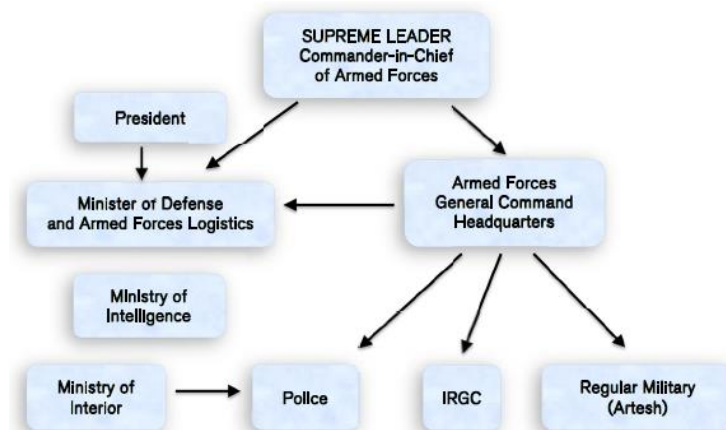 SUPREME LEADER
Commander-in-Chief
of Armed Forces
President
Minister of Defense
and Armed Forces Logistics
Armed Forces
General Command
Headquarters
Ministry of
Intelligence
Ministry of
Interior
Police
IRGC
Regular Military
(Artesh)